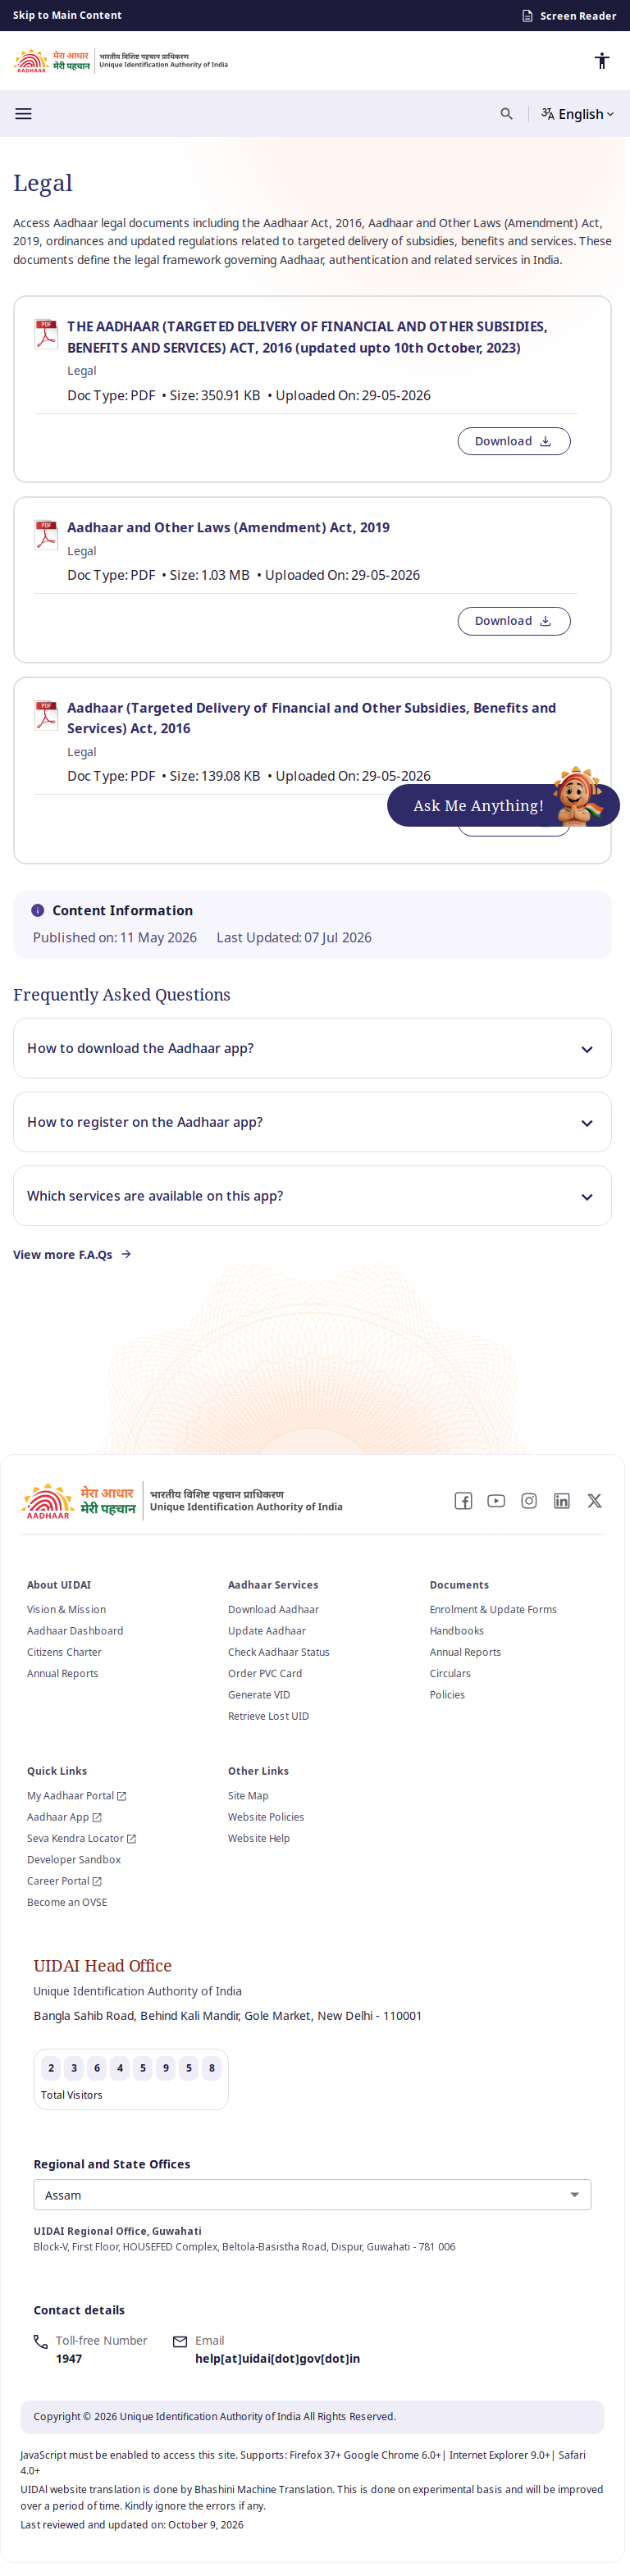 Skip to Main Content
Screen Reader
AADHAAR
मेरा आधार
मेरी पहचान
भारतीय विशिष्ट पहचान प्राधिकरण
Unique Identification Authority of India
English
Legal
Access Aadhaar legal documents including the Aadhaar Act, 2016, Aadhaar and Other Laws (Amendment) Act,
2019, ordinances and updated regulations related to targeted delivery of subsidies, benefits and services. These
documents define the legal framework governing Aadhaar, authentication and related services in India.
PDF
THE AADHAAR (TARGETED DELIVERY OF FINANCIAL AND OTHER SUBSIDIES,
BENEFITS AND SERVICES) ACT, 2016 (updated upto 10th October, 2023)
Legal
Doc Type: PDF • Size: 350.91 KB • Uploaded On: 29-05-2026
Download
PDF
Aadhaar and Other Laws (Amendment) Act, 2019
Legal
Doc Type: PDF • Size: 1.03 MB • Uploaded On: 29-05-2026
Download
PDF
Aadhaar (Targeted Delivery of Financial and Other Subsidies, Benefits and
Services) Act, 2016
Legal
Doc Type: PDF • Size: 139.08 KB • Uploaded On: 29-05-2026
Ask Me Anything!
Content Information
Published on: 11 May 2026 Last Updated: 07 Jul 2026
Frequently Asked Questions
How to download the Aadhaar app?
How to register on the Aadhaar app?
Which services are available on this app?
View more F.A.Qs
AADHAAR
मेरा आधार
मेरी पहचान
भारतीय विशिष्ट पहचान प्राधिकरण
Unique Identification Authority of India
About UIDAI
Vision & Mission
Aadhaar Dashboard
Citizens Charter
Annual Reports
Aadhaar Services
Download Aadhaar
Update Aadhaar
Check Aadhaar Status
Order PVC Card
Generate VID
Retrieve Lost UID
Documents
Enrolment & Update Forms
Handbooks
Annual Reports
Circulars
Policies
Quick Links
My Aadhaar Portal
Aadhaar App
Seva Kendra Locator
Developer Sandbox
Career Portal
Become an OVSE
Other Links
Site Map
Website Policies
Website Help
UIDAI Head Office
Unique Identification Authority of India
Bangla Sahib Road, Behind Kali Mandir, Gole Market, New Delhi - 110001
2 3 6 4 5 9 5 8
Total Visitors
Regional and State Offices
Assam
UIDAI Regional Office, Guwahati
Block-V, First Floor, HOUSEFED Complex, Beltola-Basistha Road, Dispur, Guwahati - 781 006
Contact details
Toll-free Number
1947
Email
help[at]uidai[dot]gov[dot]in
Copyright © 2026 Unique Identification Authority of India All Rights Reserved.
JavaScript must be enabled to access this site. Supports: Firefox 37+ Google Chrome 6.0+| Internet Explorer 9.0+| Safari
4.0+
UIDAI website translation is done by Bhashini Machine Translation. This is done on experimental basis and will be improved
over a period of time. Kindly ignore the errors if any.
Last reviewed and updated on: October 9, 2026